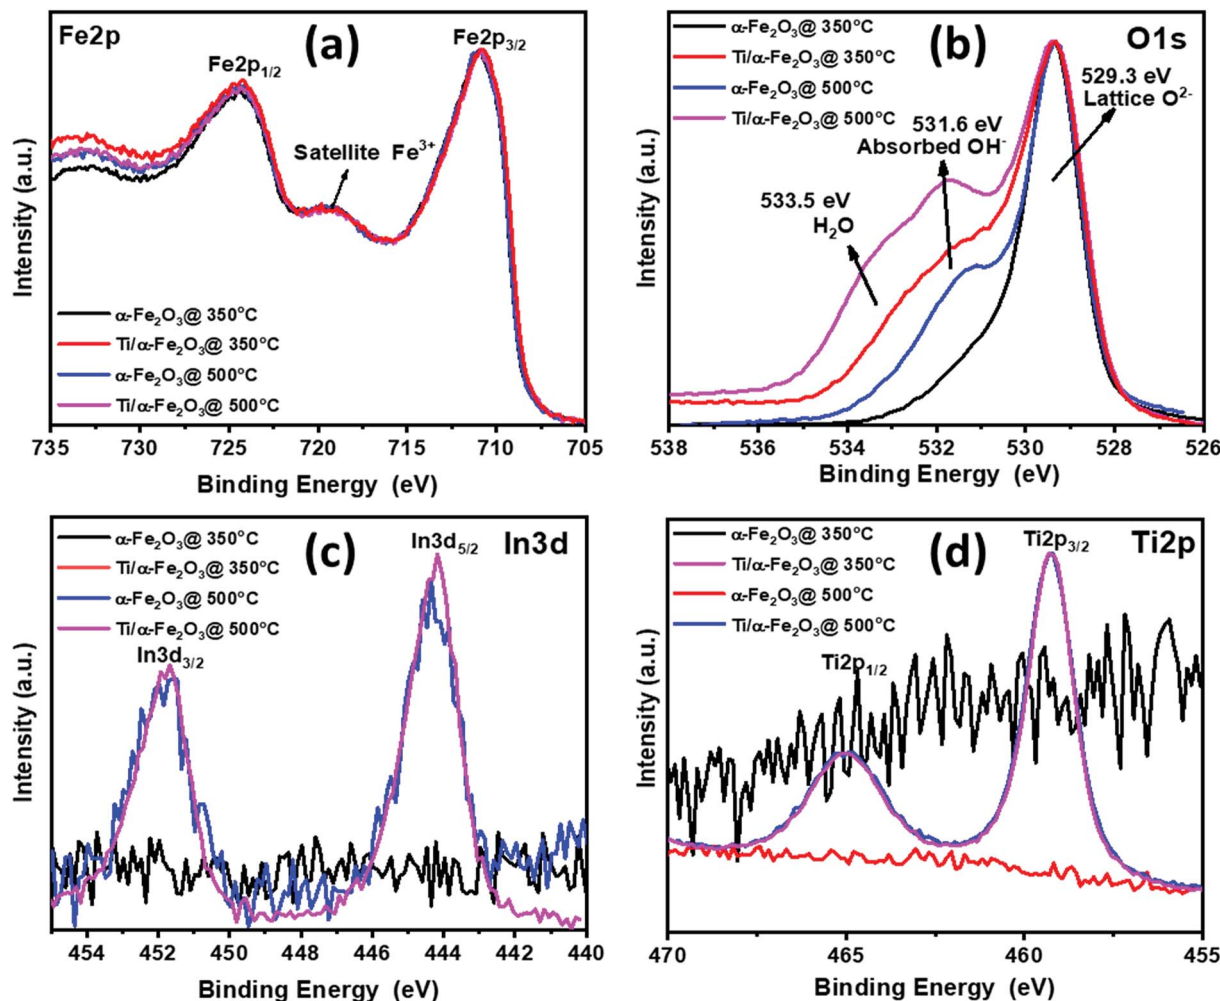 Fe2p
(a)
Fe2p3/2
Fe2p1/2
Satellite Fe3+
α-Fe2O3@ 350°C
Ti/α-Fe2O3@ 350°C
α-Fe2O3@ 500°C
Ti/α-Fe2O3@ 500°C
Intensity (a.u.)
735 730 725 720 715 710 705
Binding Energy (eV)
α-Fe2O3@ 350°C
Ti/α-Fe2O3@ 350°C
α-Fe2O3@ 500°C
Ti/α-Fe2O3@ 500°C
(b)
O1s
529.3 eV
Lattice O2-
531.6 eV
Absorbed OH-
533.5 eV
H2O
Intensity (a.u.)
538 536 534 532 530 528 526
Binding Energy (eV)
α-Fe2O3@ 350°C
Ti/α-Fe2O3@ 350°C
α-Fe2O3@ 500°C
Ti/α-Fe2O3@ 500°C
(c)
In3d5/2
In3d
In3d3/2
Intensity (a.u.)
454 452 450 448 446 444 442 440
Binding Energy (eV)
α-Fe2O3@ 350°C
Ti/α-Fe2O3@ 350°C
α-Fe2O3@ 500°C
Ti/α-Fe2O3@ 500°C
(d)
Ti2p3/2
Ti2p
Ti2p1/2
Intensity (a.u.)
470 465 460 455
Binding Energy (eV)